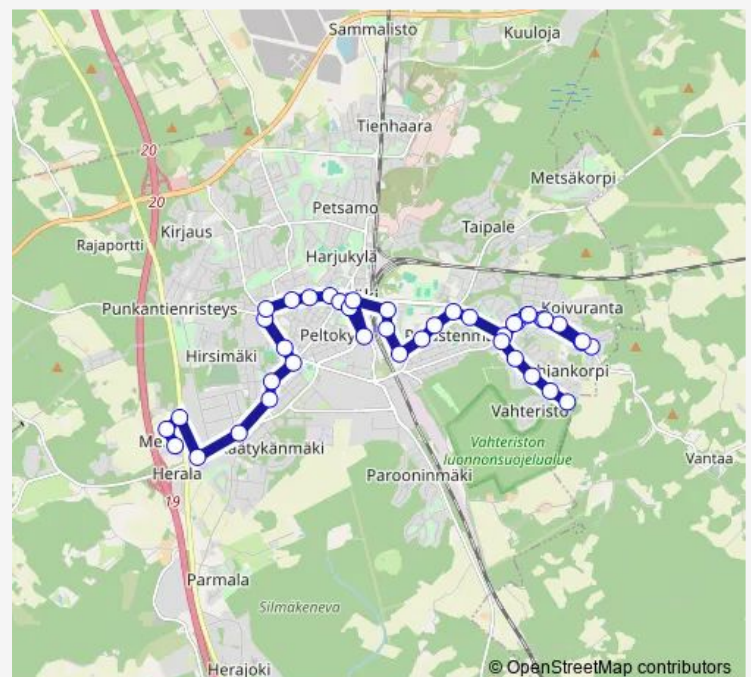 Sammalisto
Kuuloja
Tienhaara
20
Metsäkorpi
20
Petsamo
Taipale
Kirjaus
Rajaportti
Harjukylä
Punkantienristeys
Koivuranta
Hirsimäki
Vahteristo
Vahteriston
luonnonsuojelualue
Vantaa
Herala
Parooninmäki
19
Parmala
Silmäkeneva
Herajoki
© OpenStreetMap contributors